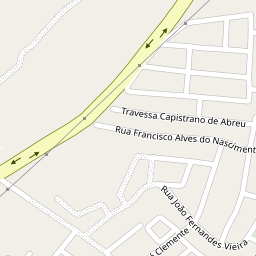 Travessa Capistrano de Abreu
Rua Francisco Alves do Nasciment
Rua João Fernandes Vieira
Clemente